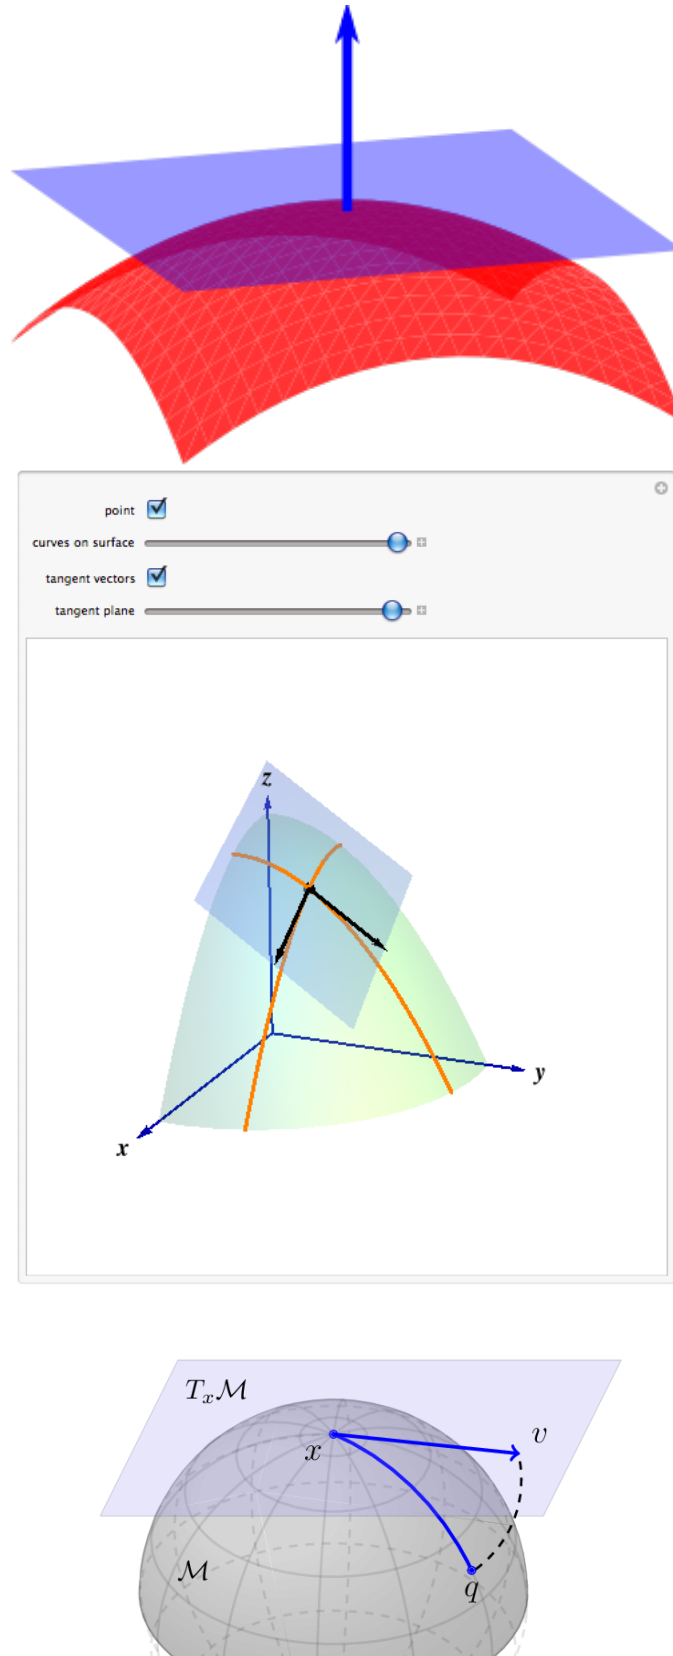 point
curves on surface
tangent vectors
tangent plane
z
y
x
Tₓℳ
v
x
ℳ
q